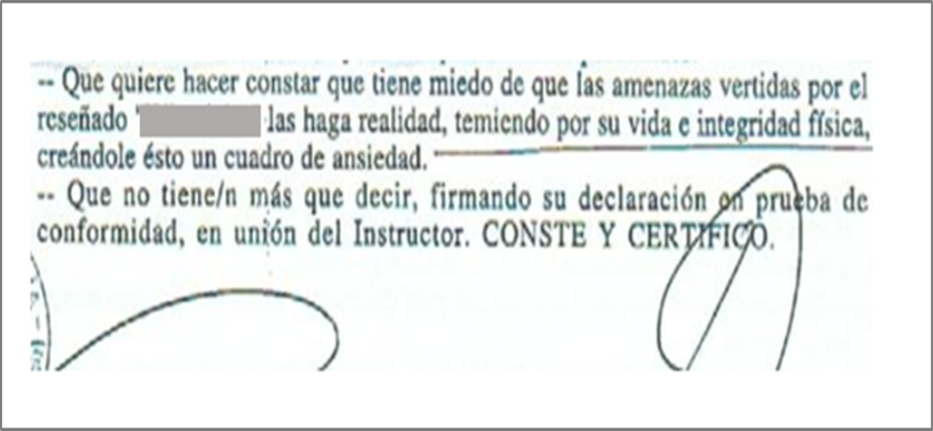 -- Que quiere hacer constar que tiene miedo de que las amenazas vertidas por el
reseñado las haga realidad, temiendo por su vida e integridad física,
creándole ésto un cuadro de ansiedad.
-- Que no tiene/n más que decir, firmando su declaración en prueba de
conformidad, en unión del Instructor. CONSTE Y CERTIFICO.